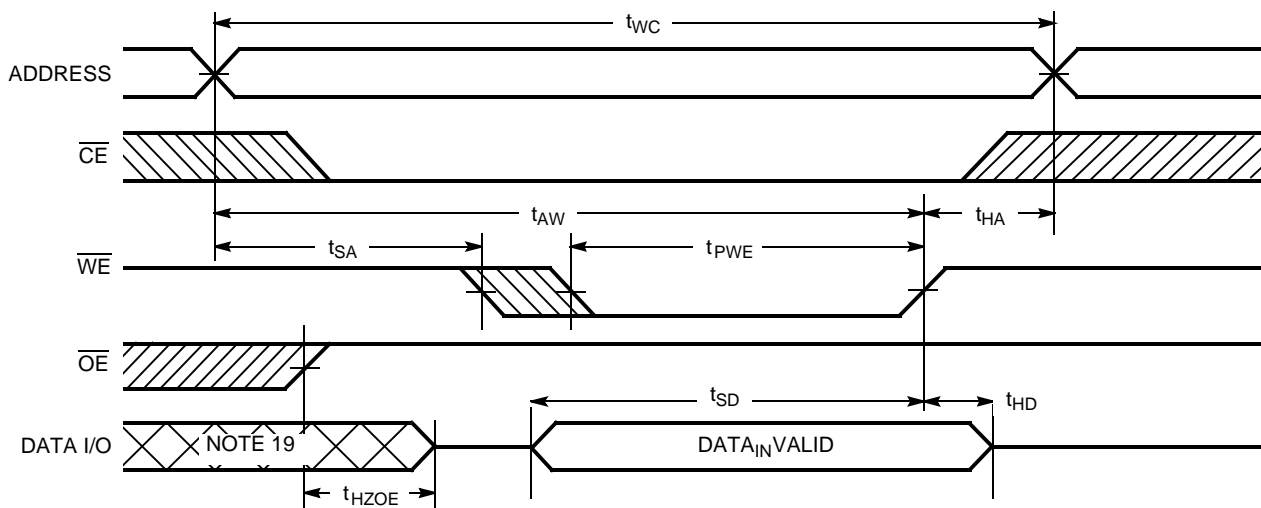 tWC
ADDRESS
CE
tAW
tHA
tSA
tPWE
WE
OE
tSD
tHD
DATA I/O
NOTE 19
DATAINVALID
tHZOE